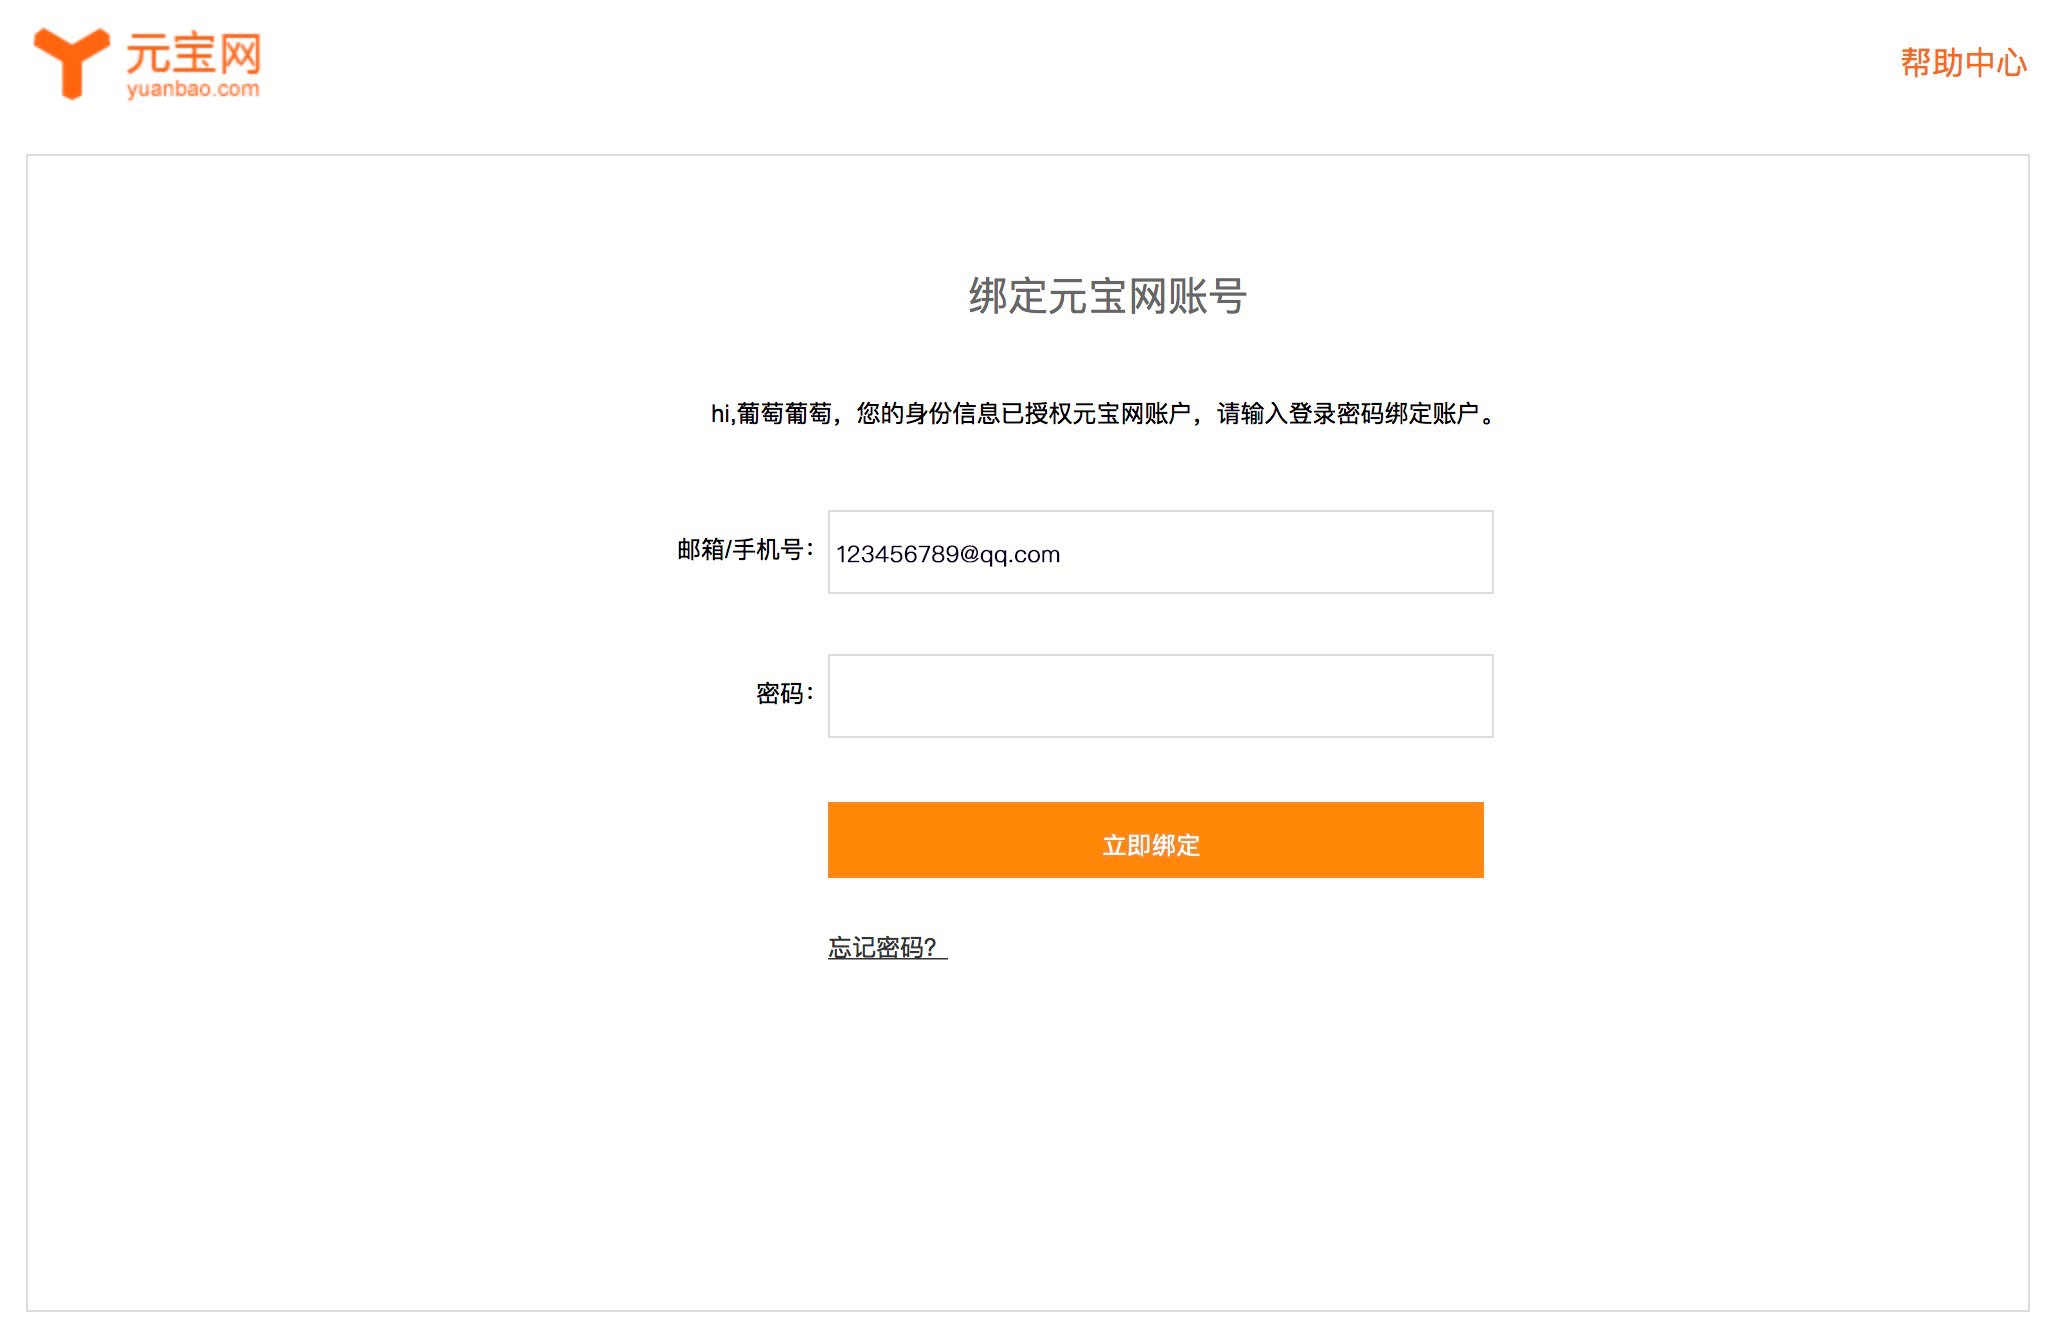 元宝网
yuanbao.com
帮助中心
绑定元宝网账号
hi,葡萄葡萄，您的身份信息已授权元宝网账户，请输入登录密码绑定账户。
邮箱/手机号：
123456789@qq.com
密码：
立即绑定
忘记密码？